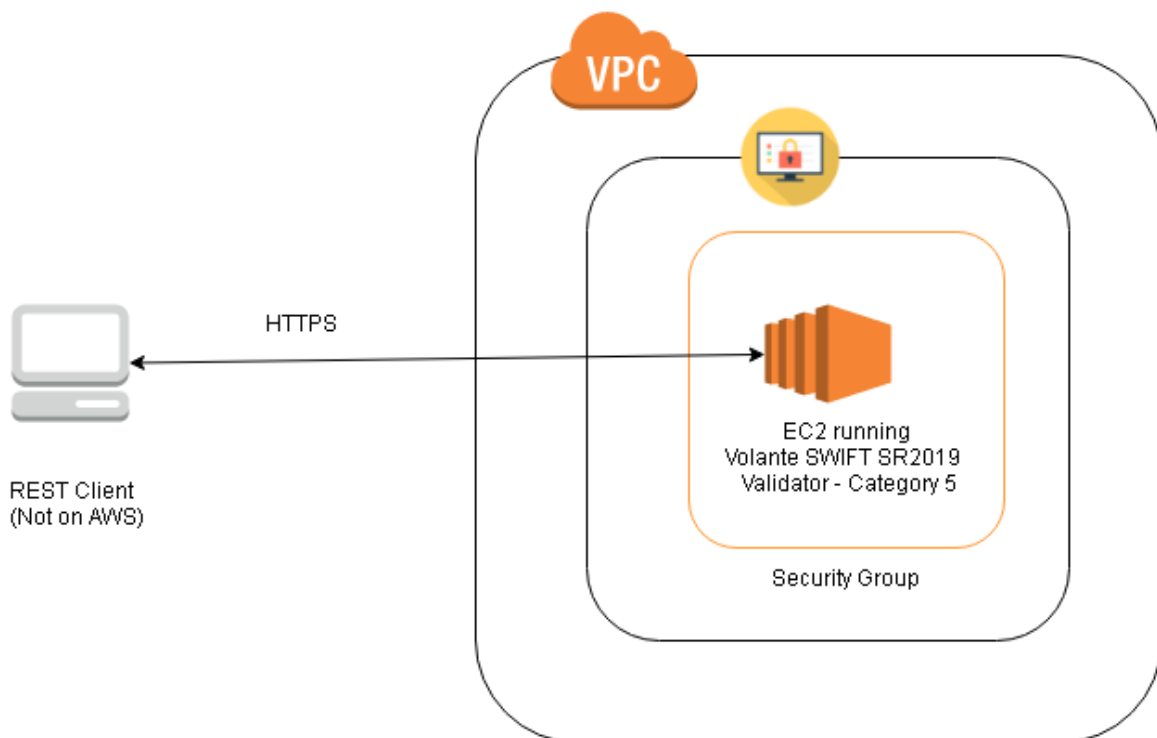 VPC
HTTPS
REST Client
(Not on AWS)
EC2 running
Volante SWIFT SR2019
Validator - Category 5
Security Group